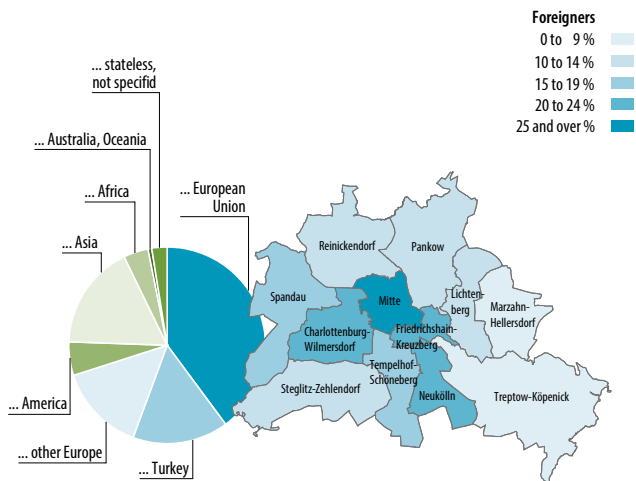 Foreigners
0 to 9 %
10 to 14 %
15 to 19 %
20 to 24 %
25 and over %
... stateless,
not specifid
... Australia, Oceania
... Africa
... European
Union
... Asia
... America
... other Europe
... Turkey
Reinickendorf
Pankow
Spandau
Mitte
Lichten-
berg
Marzahn-
Hellersdorf
Charlottenburg-
Wilmersdorf
Friedrichshain-
Kreuzberg
Tempelhof-
Schöneberg
Steglitz-Zehlendorf
Neukölln
Treptow-Köpenick